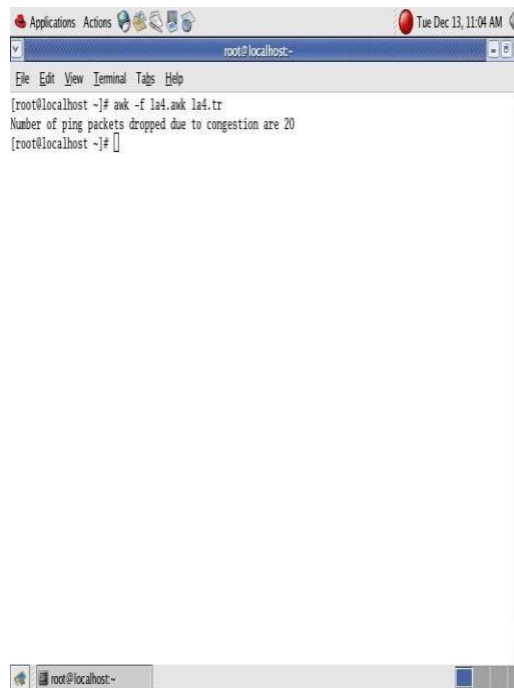 Applications Actions Tue Dec 13, 11:04 AM
root@localhost:~
File Edit View Terminal Tabs Help
[root@localhost ~]# awk -f la4.awk la4.tr
Number of ping packets dropped due to congestion are 20
[root@localhost ~]#
root@localhost:~